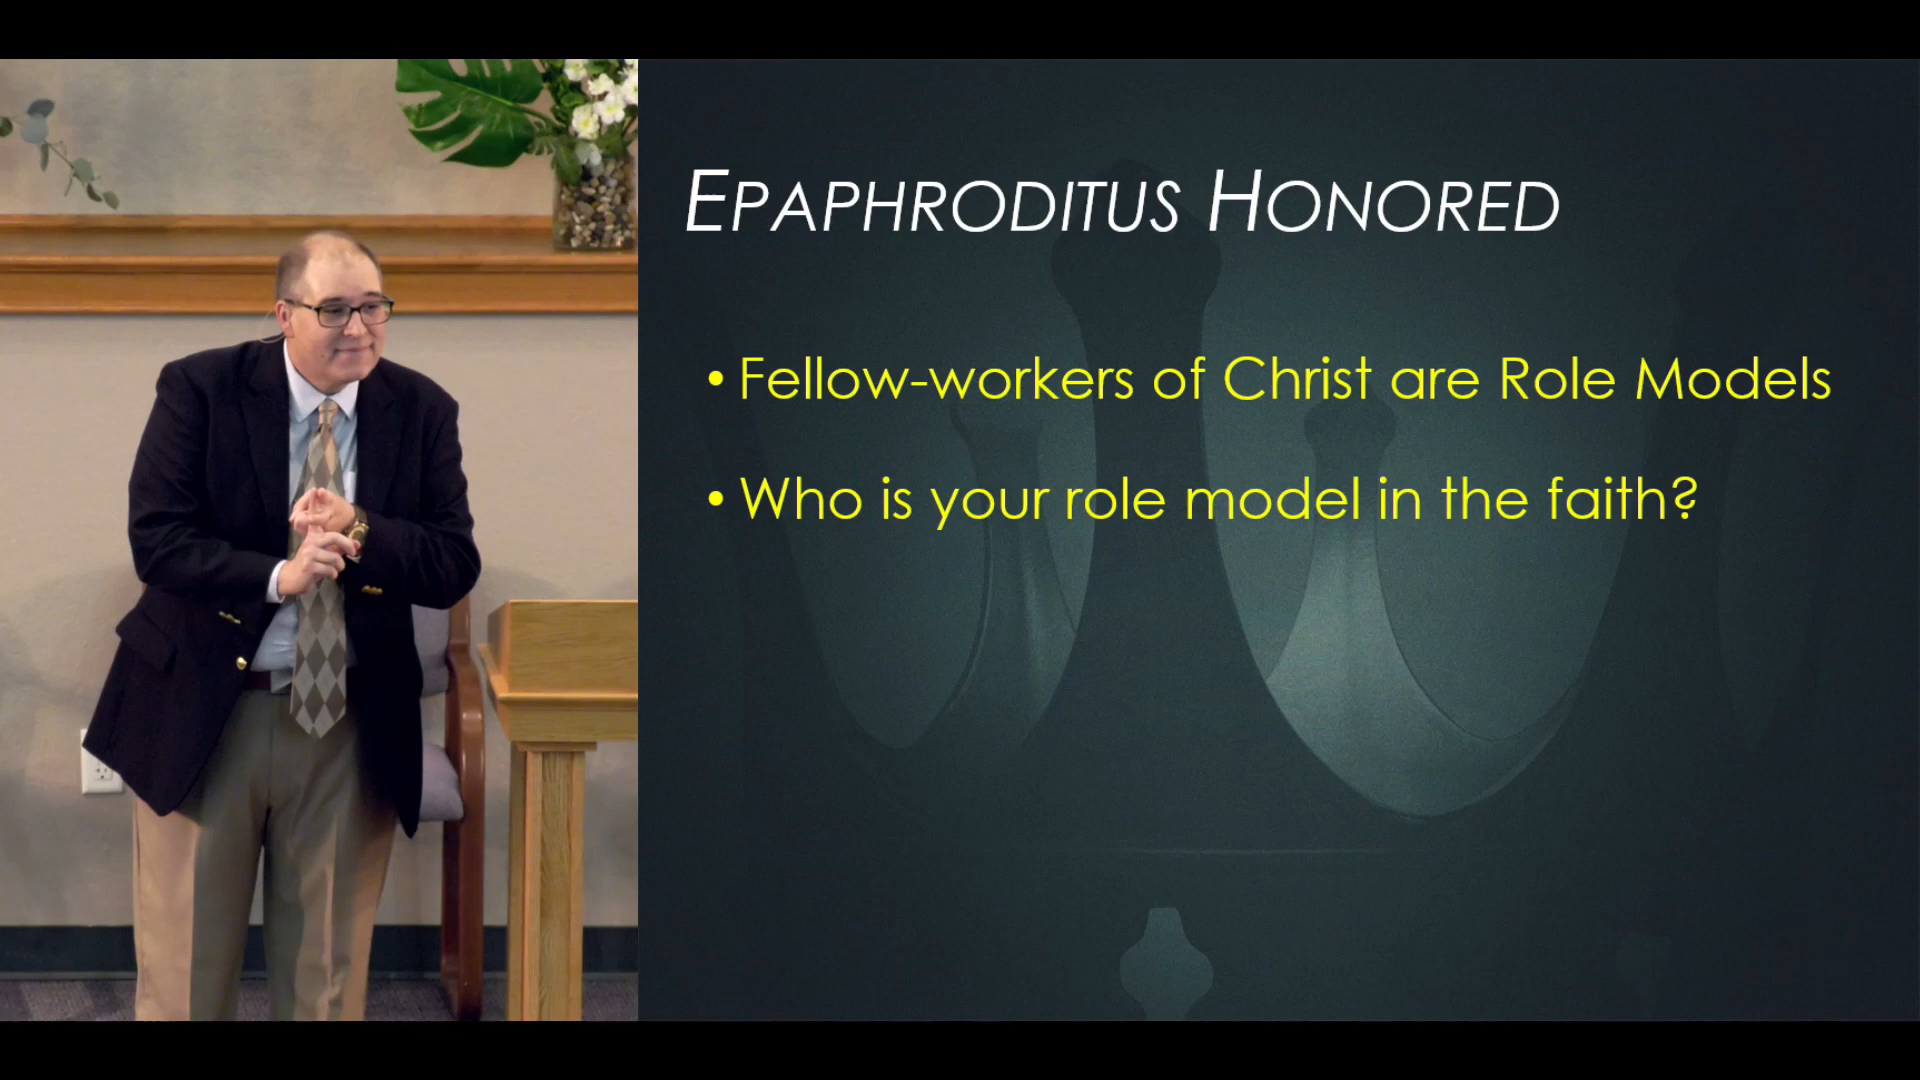 EPAPHRODITUS HONORED
• Fellow-workers of Christ are Role Models
• Who is your role model in the faith?